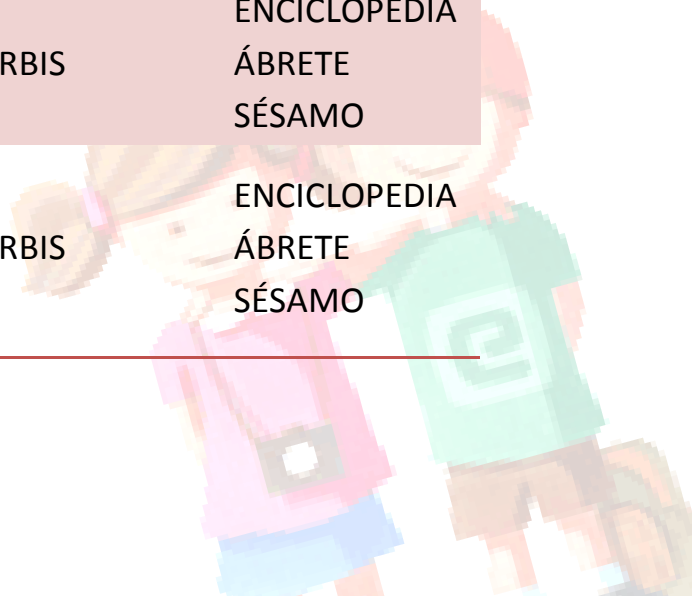 ENCICLOPEDIA
RBIS ÁBRETE
SÉSAMO
ENCICLOPEDIA
RBIS ÁBRETE
SÉSAMO